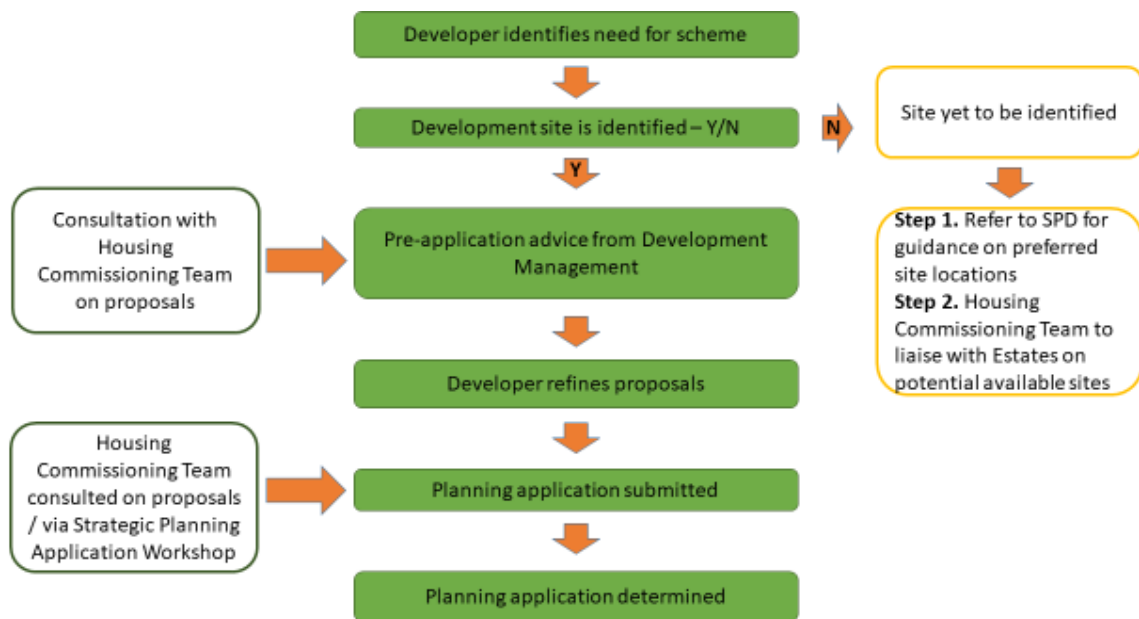 Developer identifies need for scheme
Development site is identified – Y/N
N
Site yet to be identified
Y
Step 1. Refer to SPD for
guidance on preferred
site locations
Step 2. Housing
Commissioning Team to
liaise with Estates on
potential available sites
Consultation with
Housing
Commissioning Team
on proposals
Pre-application advice from Development
Management
Developer refines proposals
Housing
Commissioning Team
consulted on proposals
/ via Strategic Planning
Application Workshop
Planning application submitted
Planning application determined